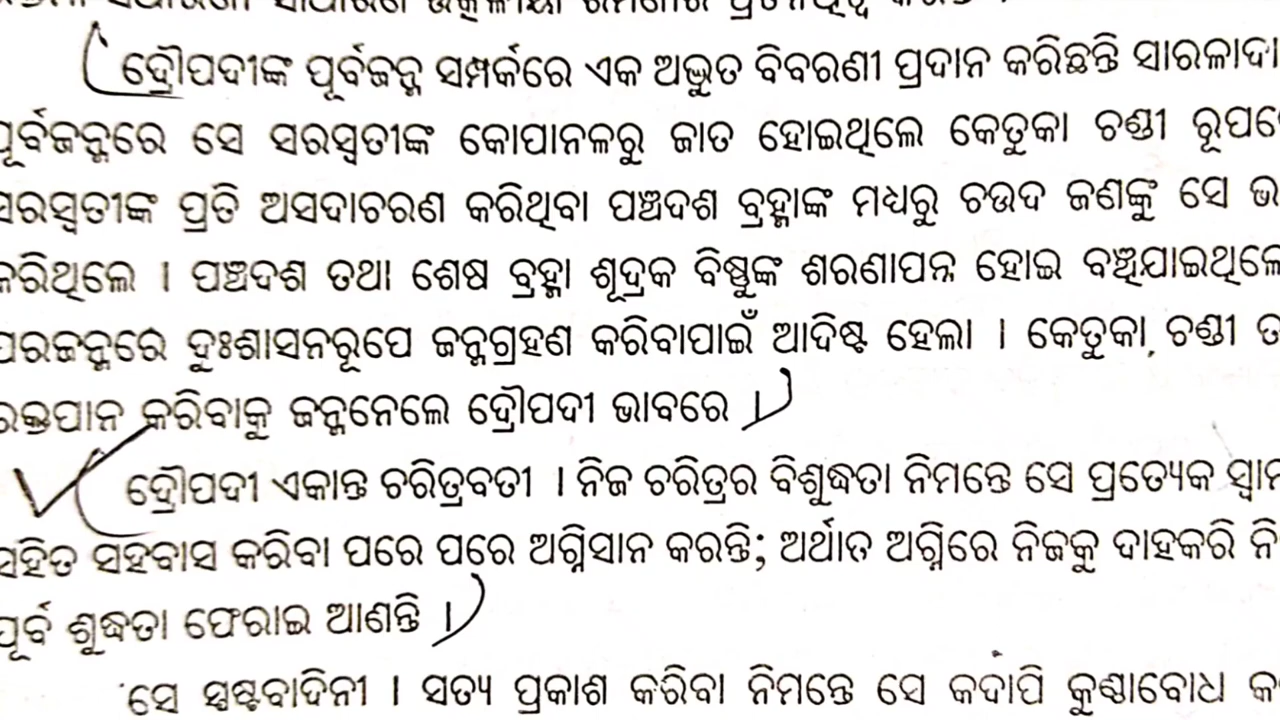 ଦ୍ରୌପଦୀଙ୍କ ପୂର୍ବଜନ୍ମ ସମ୍ପର୍କରେ ଏକ ଅଦ୍ଭୁତ ବିବରଣୀ ପ୍ରଦାନ କରିଛନ୍ତି ସାରଳାଦା
ପୂର୍ବଜନ୍ମରେ ସେ ସରସ୍ୱତୀଙ୍କ କୋପାନଳରୁ ଜାତ ହୋଇଥିଲେ କେତୁକା ଚଣ୍ଡୀ ରୂପରେ
ସରସ୍ୱତୀଙ୍କ ପ୍ରତି ଅସଦାଚରଣ କରିଥିବା ପଞ୍ଚଦଶ ବ୍ରହ୍ମାଙ୍କ ମଧ୍ୟରୁ ଚଉଦ ଜଣଙ୍କୁ ସେ ଭ
କରିଥିଲେ । ପଞ୍ଚଦଶ ତଥା ଶେଷ ବ୍ରହ୍ମା ଶୂଦ୍ରକ ବିଷ୍ଣୁଙ୍କ ଶରଣାପନ୍ନ ହୋଇ ବଞ୍ଚିଯାଇଥିଲେ
ପରଜନ୍ମରେ ଦୁଃଶାସନରୂପେ ଜନ୍ମଗ୍ରହଣ କରିବାପାଇଁ ଆଦିଷ୍ଟ ହେଲା । କେତୁକା ଚଣ୍ଡୀ ତ
ରକ୍ତପାନ କରିବାକୁ ଜନ୍ମନେଲେ ଦ୍ରୌପଦୀ ଭାବରେ ।
ଦ୍ରୌପଦୀ ଏକାନ୍ତ ଚରିତ୍ରବତୀ । ନିଜ ଚରିତ୍ରର ବିଶୁଦ୍ଧତା ନିମନ୍ତେ ସେ ପ୍ରତ୍ୟେକ ସ୍ୱାମ
ସହିତ ସହବାସ କରିବା ପରେ ପରେ ଅଗ୍ନିସ୍ନାନ କରନ୍ତି; ଅର୍ଥାତ ଅଗ୍ନିରେ ନିଜକୁ ଦାହକରି ନି
ପୂର୍ବ ଶୁଦ୍ଧତା ଫେରାଇ ଆଣନ୍ତି ।
ସେ ସ୍ପଷ୍ଟବାଦିନୀ । ସତ୍ୟ ପ୍ରକାଶ କରିବା ନିମନ୍ତେ ସେ କଦାପି କୁଣ୍ଠାବୋଧ କ